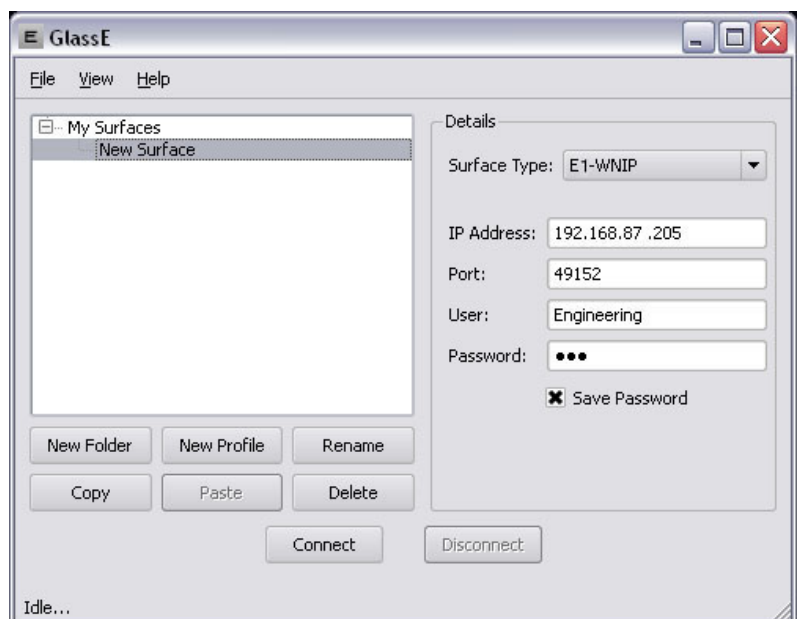 E GlassE
File View Help
My Surfaces
New Surface
Details
Surface Type: E1-WNIP
IP Address: 192.168.87 .205
Port: 49152
User: Engineering
Password: ●●●
Save Password
New Folder New Profile Rename
Copy Paste Delete
Connect Disconnect
Idle...